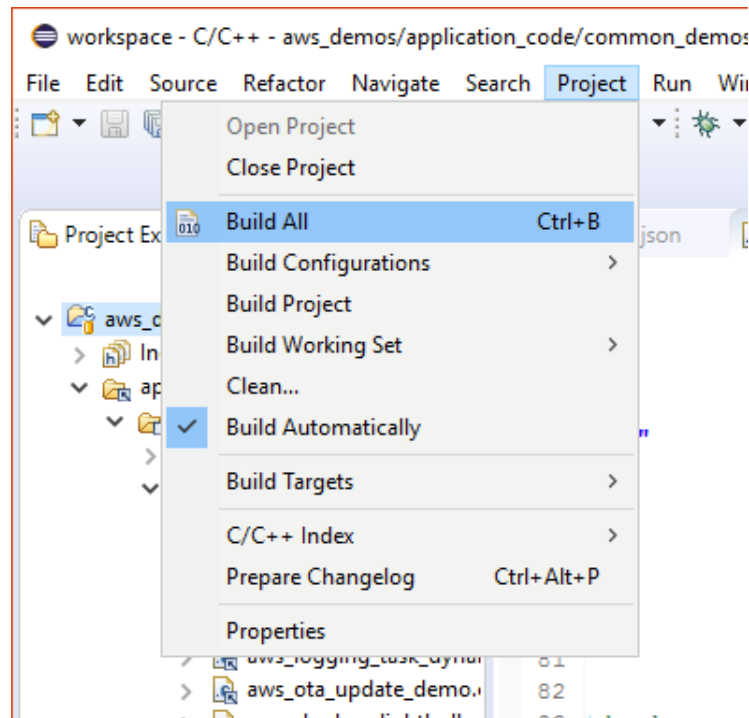 workspace - C/C++ - aws_demos/application_code/common_demos
File Edit Source Refactor Navigate Search Project Run
Open Project
Close Project
Build All Ctrl+B
Project json
Build Configurations
Build Project
Build Working Set
Clean...
Build Automatically
"
Build Targets
C/C++ Index
Prepare Changelog Ctrl+Alt+P
Properties
81
aws_ota_update_demo.c
82